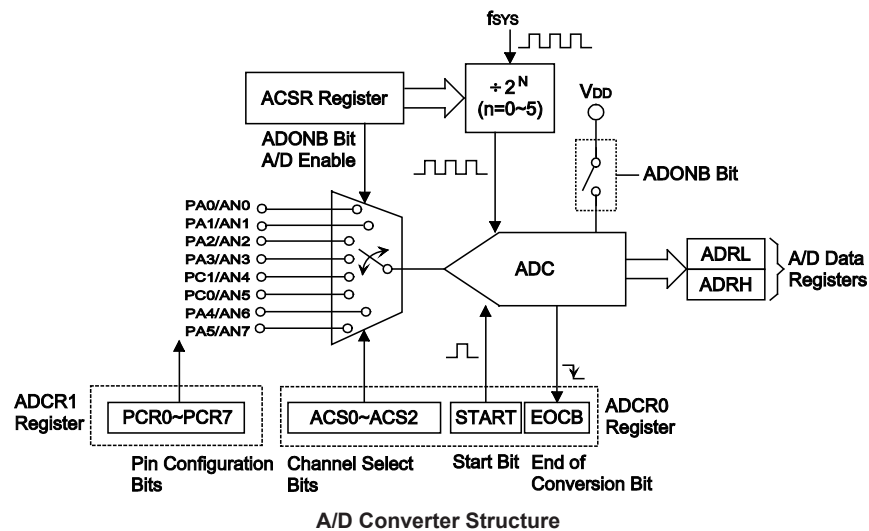 fSYS
ACSR Register
÷ 2^N
(n=0~5)
VDD
ADONB Bit
A/D Enable
ADONB Bit
PA0/AN0
PA1/AN1
PA2/AN2
PA3/AN3
PC1/AN4
PC0/AN5
PA4/AN6
PA5/AN7
ADC
ADRL
ADRH
A/D Data
Registers
ADCR1
Register
PCR0~PCR7
ACS0~ACS2
START
EOCB
ADCR0
Register
Pin Configuration
Bits
Channel Select
Bits
Start Bit
End of
Conversion Bit
A/D Converter Structure